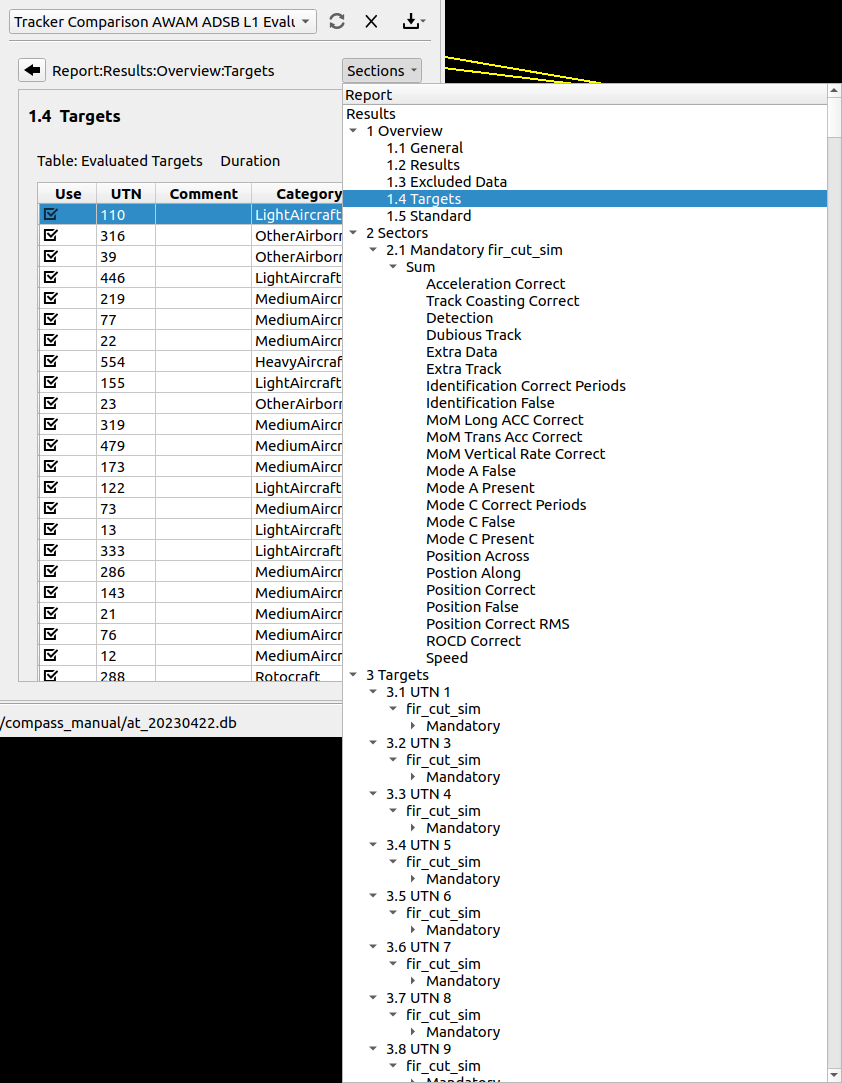 Tracker Comparison AWAM ADSB L1 Evalu
Report:Results:Overview:Targets
Sections
1.4 Targets
Table: Evaluated Targets Duration
Use UTN Comment Category
110 LightAircraft
316 OtherAirborn
39 OtherAirborn
446 LightAircraft
219 MediumAircr
77 MediumAircr
22 MediumAircr
554 HeavyAircraf
155 LightAircraft
23 OtherAirborn
319 MediumAircr
479 MediumAircr
173 MediumAircr
122 LightAircraft
73 MediumAircr
13 LightAircraft
333 LightAircraft
286 MediumAircr
143 MediumAircr
21 MediumAircr
76 MediumAircr
12 MediumAircr
288 Rotocraft
/compass_manual/at_20230422.db
Report
Results
1 Overview
1.1 General
1.2 Results
1.3 Excluded Data
1.4 Targets
1.5 Standard
2 Sectors
2.1 Mandatory fir_cut_sim
Sum
Acceleration Correct
Track Coasting Correct
Detection
Dubious Track
Extra Data
Extra Track
Identification Correct Periods
Identification False
MoM Long ACC Correct
MoM Trans Acc Correct
MoM Vertical Rate Correct
Mode A False
Mode A Present
Mode C Correct Periods
Mode C False
Mode C Present
Position Across
Postion Along
Position Correct
Position False
Position Correct RMS
ROCD Correct
Speed
3 Targets
3.1 UTN 1
fir_cut_sim
Mandatory
3.2 UTN 3
fir_cut_sim
Mandatory
3.3 UTN 4
fir_cut_sim
Mandatory
3.4 UTN 5
fir_cut_sim
Mandatory
3.5 UTN 6
fir_cut_sim
Mandatory
3.6 UTN 7
fir_cut_sim
Mandatory
3.7 UTN 8
fir_cut_sim
Mandatory
3.8 UTN 9
fir_cut_sim
Mandatory